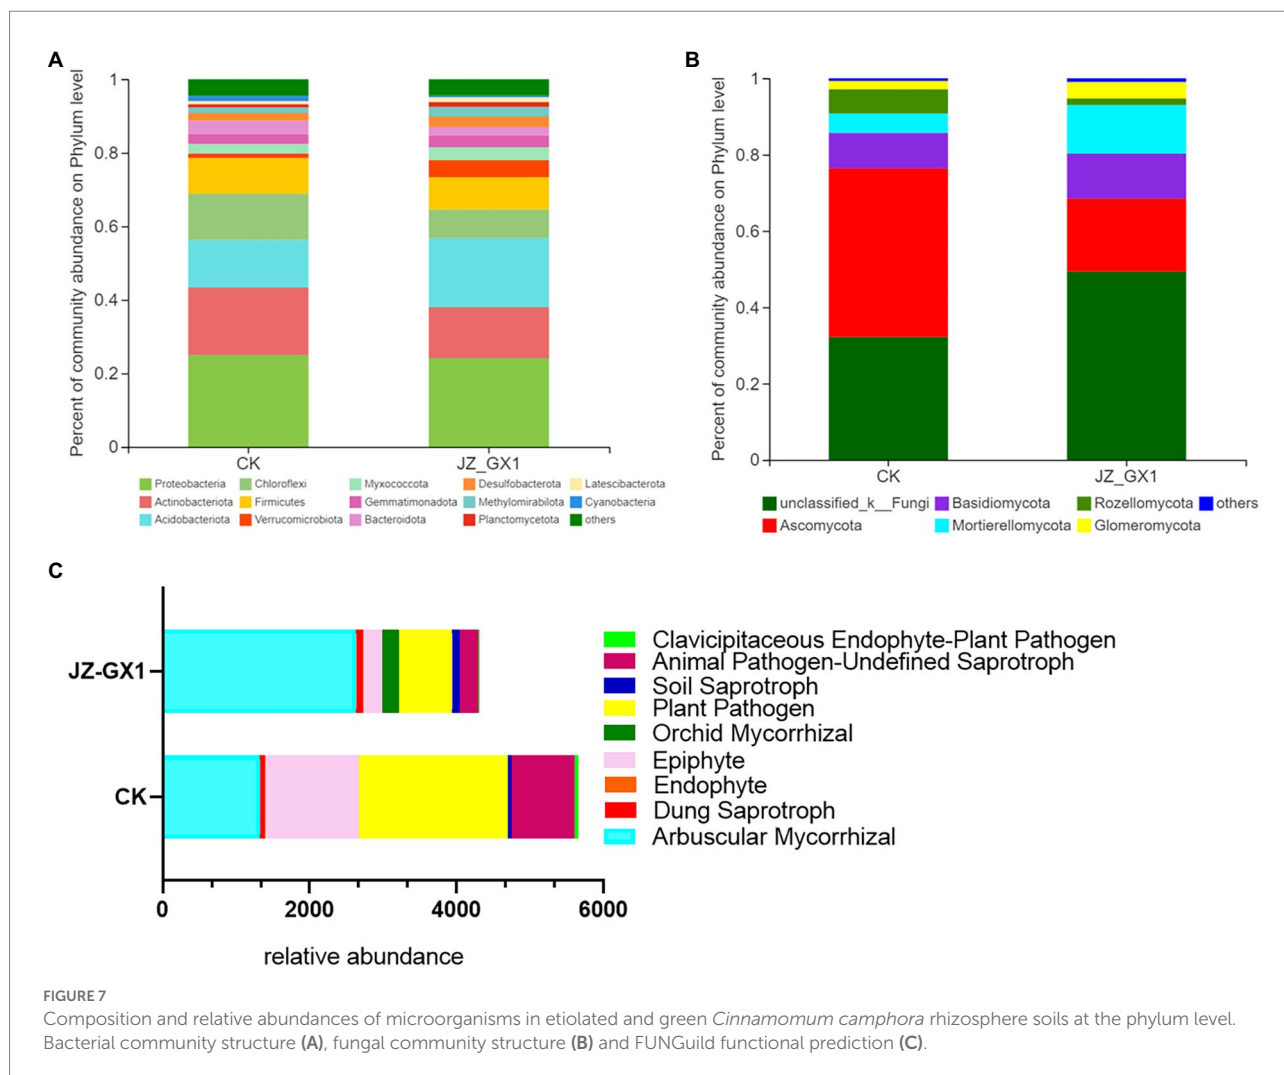 A
Percent of community abundance on Phylum level
1
0.8
0.6
0.4
0.2
0
CK
JZ_GX1
Proteobacteria
Chloroflexi
Myxococcota
Desulfobacterota
Latescibacterota
Actinobacteriota
Firmicutes
Gemmatimonadota
Methylomirabilota
Cyanobacteria
Acidobacteriota
Verrucomicrobiota
Bacteroidota
Planctomycetota
others
B
Percent of community abundance on Phylum level
1
0.8
0.6
0.4
0.2
0
CK
JZ_GX1
unclassified_k__Fungi
Basidiomycota
Rozellomycota
others
Ascomycota
Mortierellomycota
Glomeromycota
C
JZ-GX1
CK
0
2000
4000
6000
relative abundance
Clavicipitaceous Endophyte-Plant Pathogen
Animal Pathogen-Undefined Saprotroph
Soil Saprotroph
Plant Pathogen
Orchid Mycorrhizal
Epiphyte
Endophyte
Dung Saprotroph
Arbuscular Mycorrhizal
FIGURE 7
Composition and relative abundances of microorganisms in etiolated and green Cinnamomum camphora rhizosphere soils at the phylum level.
Bacterial community structure (A), fungal community structure (B) and FUNGuild functional prediction (C).